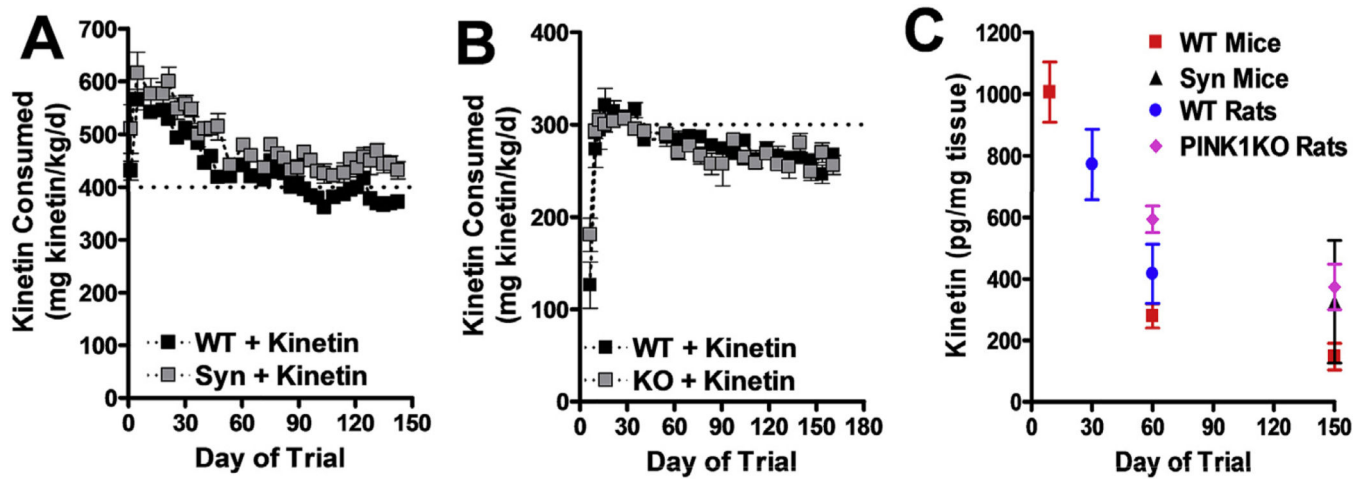 A
Kinetin Consumed
(mg kinetin/kg/d)
700
600
500
400
300
200
100
0
WT + Kinetin
Syn + Kinetin
0 30 60 90 120 150
Day of Trial
B
Kinetin Consumed
(mg kinetin/kg/d)
400
300
200
100
0
WT + Kinetin
KO + Kinetin
0 30 60 90 120 150 180
Day of Trial
C
Kinetin (pg/mg tissue)
1200
1000
800
600
400
200
0
WT Mice
Syn Mice
WT Rats
PINK1KO Rats
0 30 60 90 120 150
Day of Trial